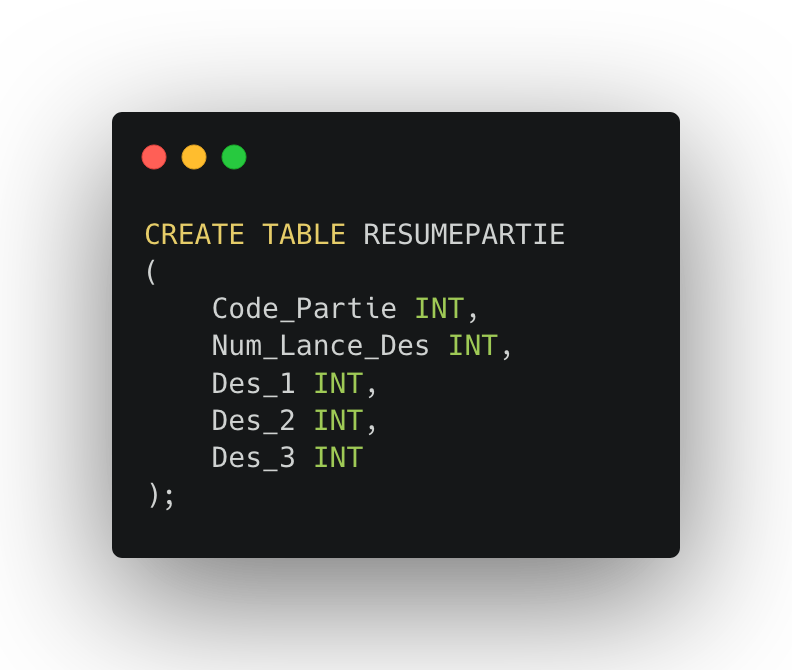 CREATE TABLE RESUMEPARTIE
(
    Code_Partie INT,
    Num_Lance_Des INT,
    Des_1 INT,
    Des_2 INT,
    Des_3 INT
);